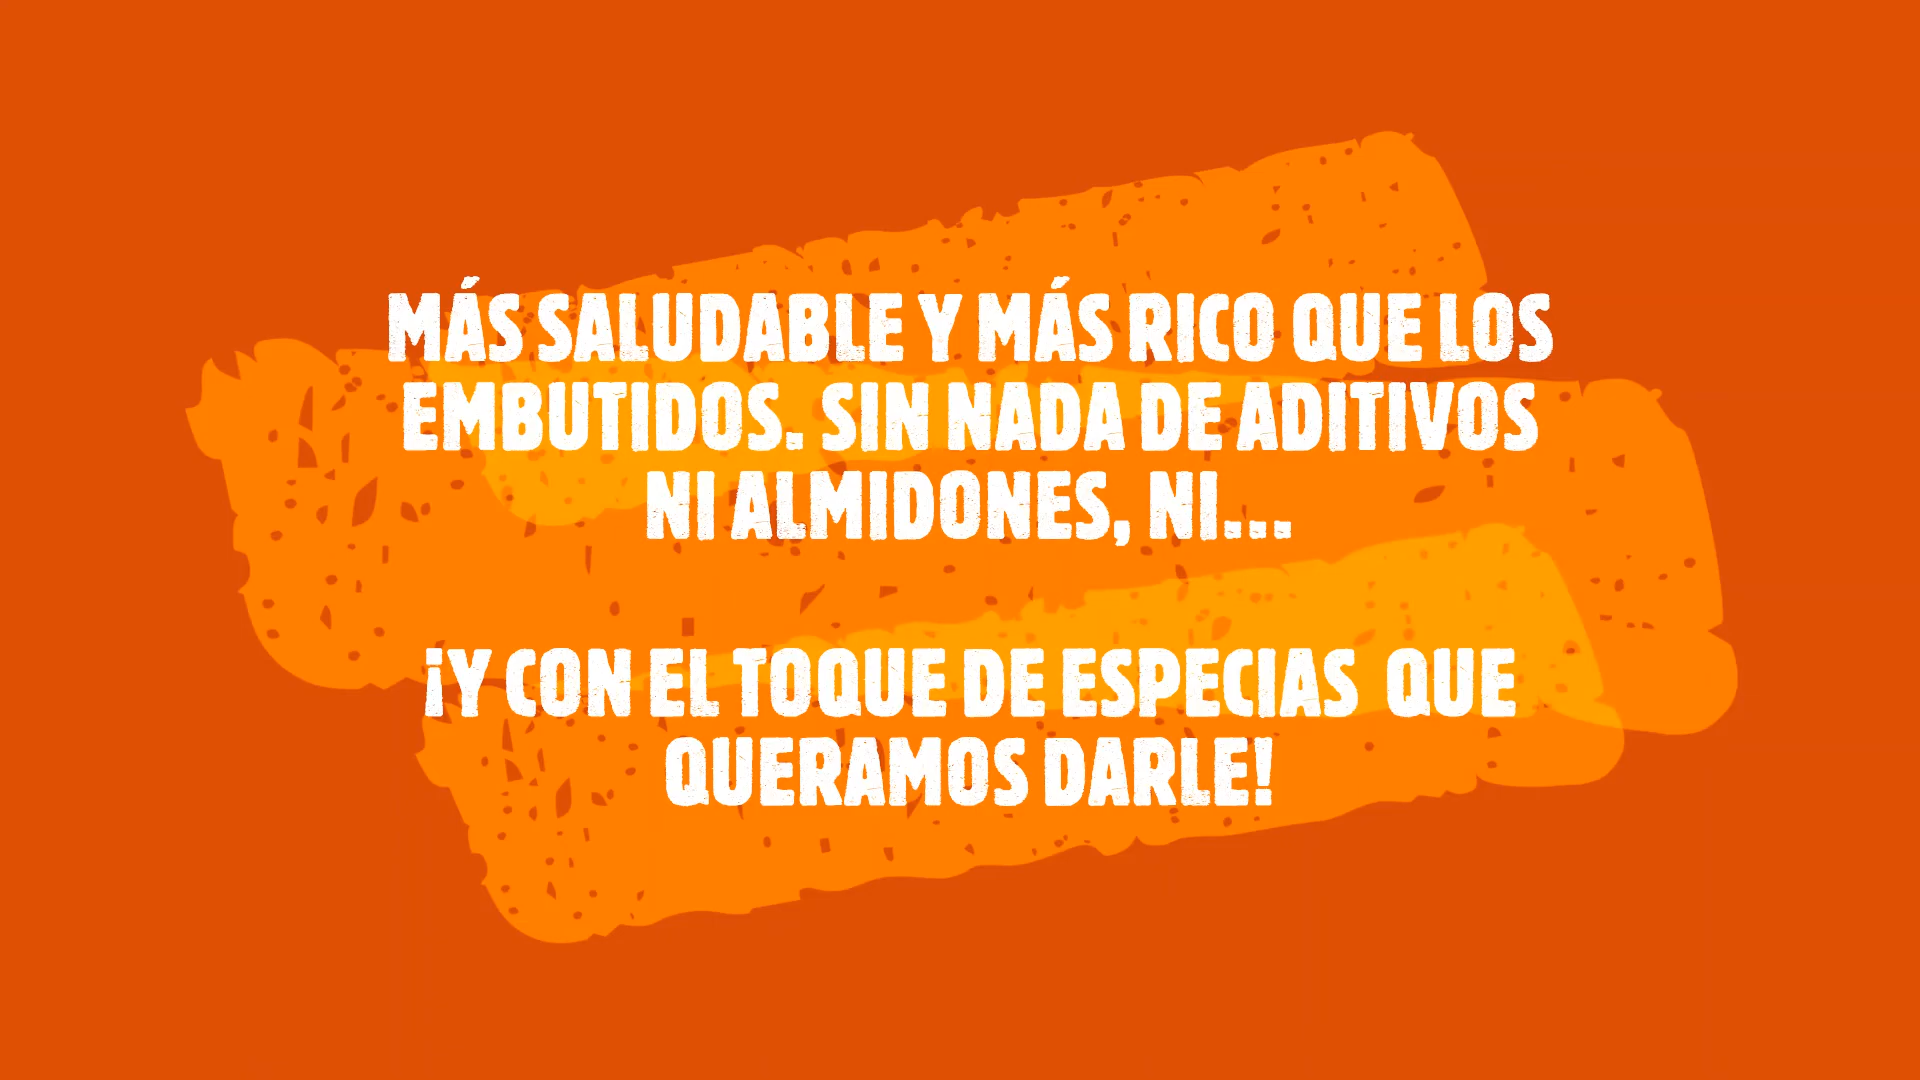 MÁS SALUDABLE Y MÁS RICO QUE LOS
EMBUTIDOS. SIN NADA DE ADITIVOS
NI ALMIDONES, NI...
¡Y CON EL TOQUE DE ESPECIAS QUE
QUERAMOS DARLE!